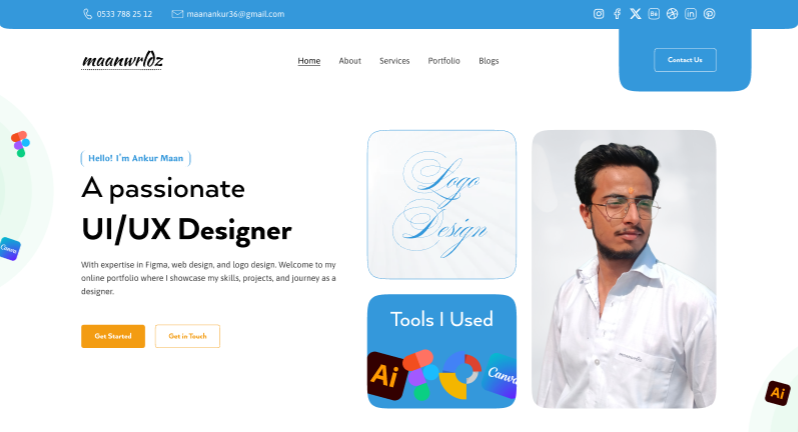 0533 788 25 12
maanankur36@gmail.com
maanwrldz
Home
About
Services
Portfolio
Blogs
Contact Us
Hello! I'm Ankur Maan
A passionate
UI/UX Designer
With expertise in Figma, web design, and logo design. Welcome to my
online portfolio where I showcase my skills, projects, and journey as a
designer.
Get Started
Get in Touch
Logo
Design
Tools I Used
Ai
Canva
Canva
Ai